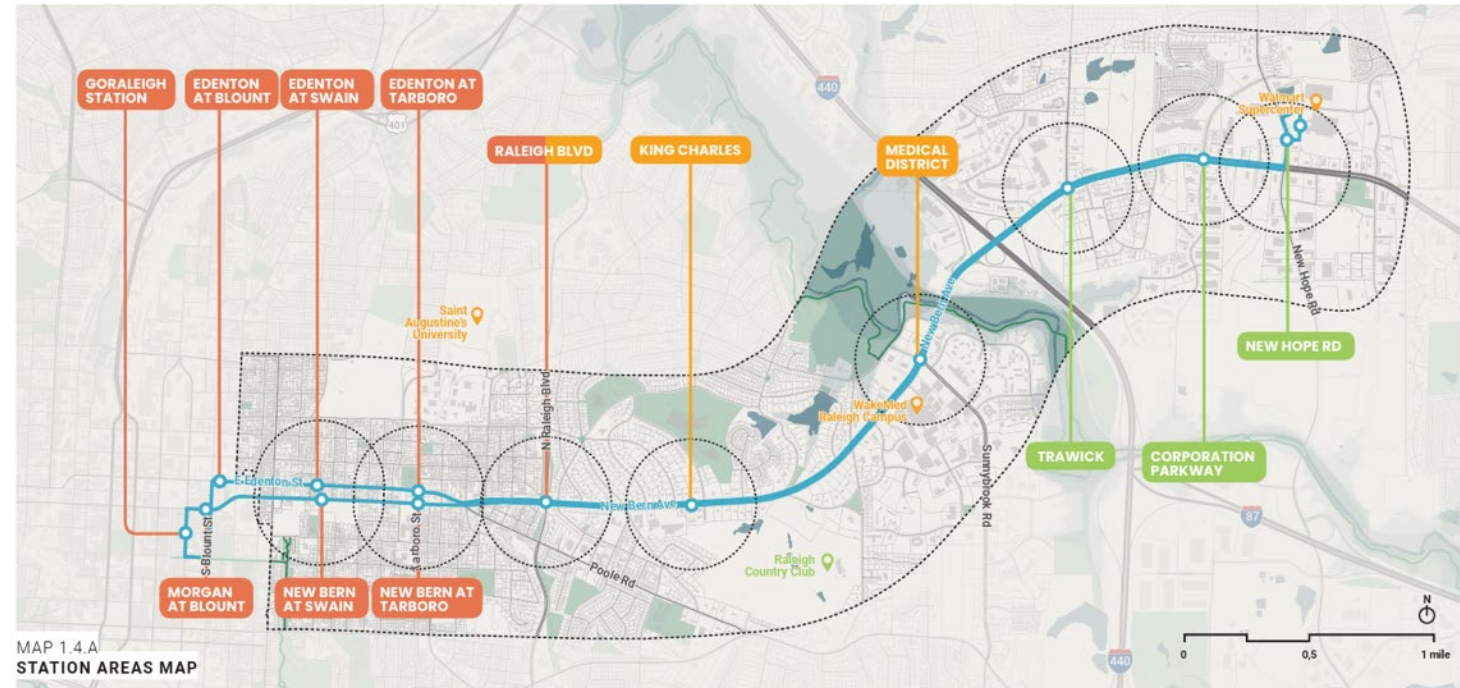 GORALEIGH
STATION
EDENTON
AT BLOUNT
EDENTON
AT SWAIN
EDENTON AT
TARBORO
401
RALEIGH BLVD
KING CHARLES
MEDICAL
DISTRICT
440
Walmart
Supercenter
New Hope Rd
NEW HOPE RD
Saint
Augustine's
University
N Raleigh Blvd
New Bern Ave
WakeMed
Raleigh Campus
Sunnybrook Rd
TRAWICK
CORPORATION
PARKWAY
E Edenton St
New Bern Ave
S Blount St
Tarboro St
Poole Rd
Raleigh
Country Club
87
MORGAN
AT BLOUNT
NEW BERN
AT SWAIN
NEW BERN AT
TARBORO
440
N
0
0,5
1 mile
MAP 1.4.A
STATION AREAS MAP